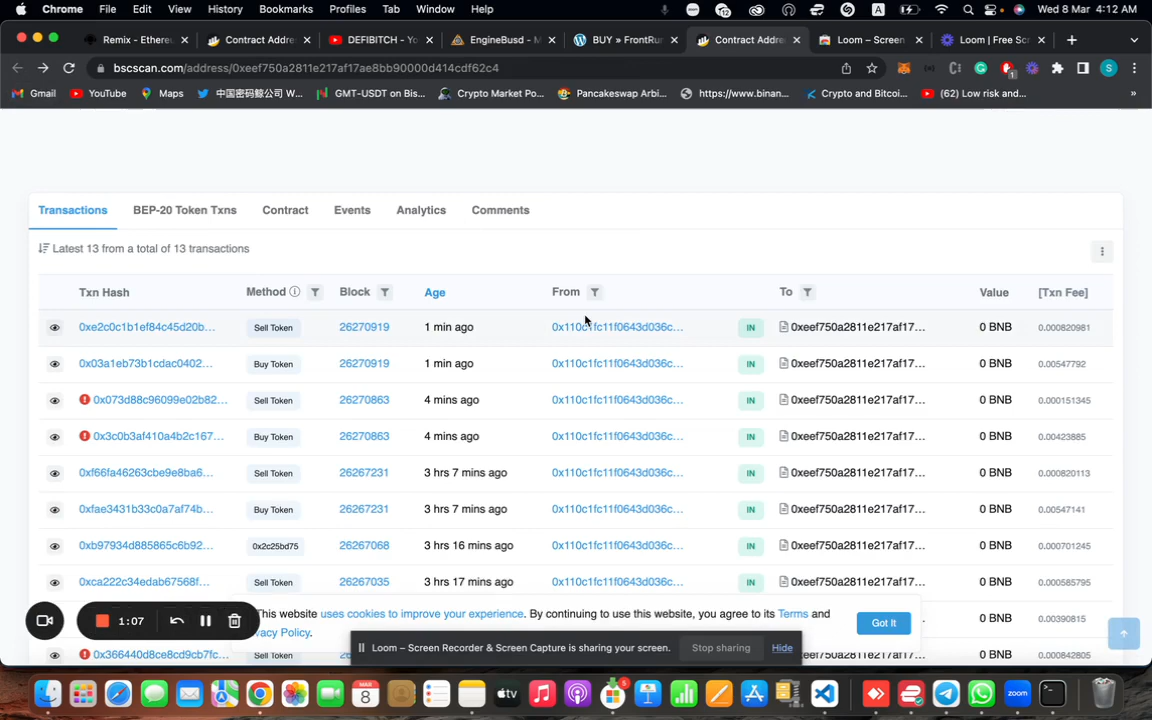 Chrome File Edit View History Bookmarks Profiles Tab Window Help Wed 8 Mar 4:12 AM
Remix - Ethere Contract Addre DEFIBITCH - Yo EngineBusd - M BUY » FrontRun Contract Addre Loom – Screen Loom | Free Scr
bscscan.com/address/0xeef750a2811e217af17ae8bb90000d414cdf62c4
Gmail YouTube Maps 中国密码鲸公司 W... GMT-USDT on Bis... Crypto Market Po... Pancakeswap Arbi... https://www.binan... Crypto and Bitcoi... (62) Low risk and... »
Transactions BEP-20 Token Txns Contract Events Analytics Comments
Latest 13 from a total of 13 transactions
Txn Hash Method Block Age From To Value [Txn Fee]
0xe2c0c1b1ef84c45d20b... Sell Token 26270919 1 min ago 0x110c1fc11f0643d036c... IN 0xeef750a2811e217af17... 0 BNB 0.000820981
0x03a1eb73b1cdac0402... Buy Token 26270919 1 min ago 0x110c1fc11f0643d036c... IN 0xeef750a2811e217af17... 0 BNB 0.00547792
0x073d88c96099e02b82... Sell Token 26270863 4 mins ago 0x110c1fc11f0643d036c... IN 0xeef750a2811e217af17... 0 BNB 0.000151345
0x3c0b3af410a4b2c167... Buy Token 26270863 4 mins ago 0x110c1fc11f0643d036c... IN 0xeef750a2811e217af17... 0 BNB 0.00423885
0xf66fa46263cbe9e8ba6... Sell Token 26267231 3 hrs 7 mins ago 0x110c1fc11f0643d036c... IN 0xeef750a2811e217af17... 0 BNB 0.000820113
0xfae3431b33c0a7af74b... Buy Token 26267231 3 hrs 7 mins ago 0x110c1fc11f0643d036c... IN 0xeef750a2811e217af17... 0 BNB 0.00547141
0xb97934d885865c6b92... 0x2c25bd75 26267068 3 hrs 16 mins ago 0x110c1fc11f0643d036c... IN 0xeef750a2811e217af17... 0 BNB 0.000701245
0xca222c34edab67568f... Sell Token 26267035 3 hrs 17 mins ago 0x110c1fc11f0643d036c... IN 0xeef750a2811e217af17... 0 BNB 0.000585795
This website uses cookies to improve your experience. By continuing to use this website, you agree to its Terms and 0.00390815
1:07
Got It
vacy Policy.
Loom – Screen Recorder & Screen Capture is sharing your screen. Stop sharing Hide
0x366440d8ce8cd9cb7fc... Sell Token 0.000842805
zoom